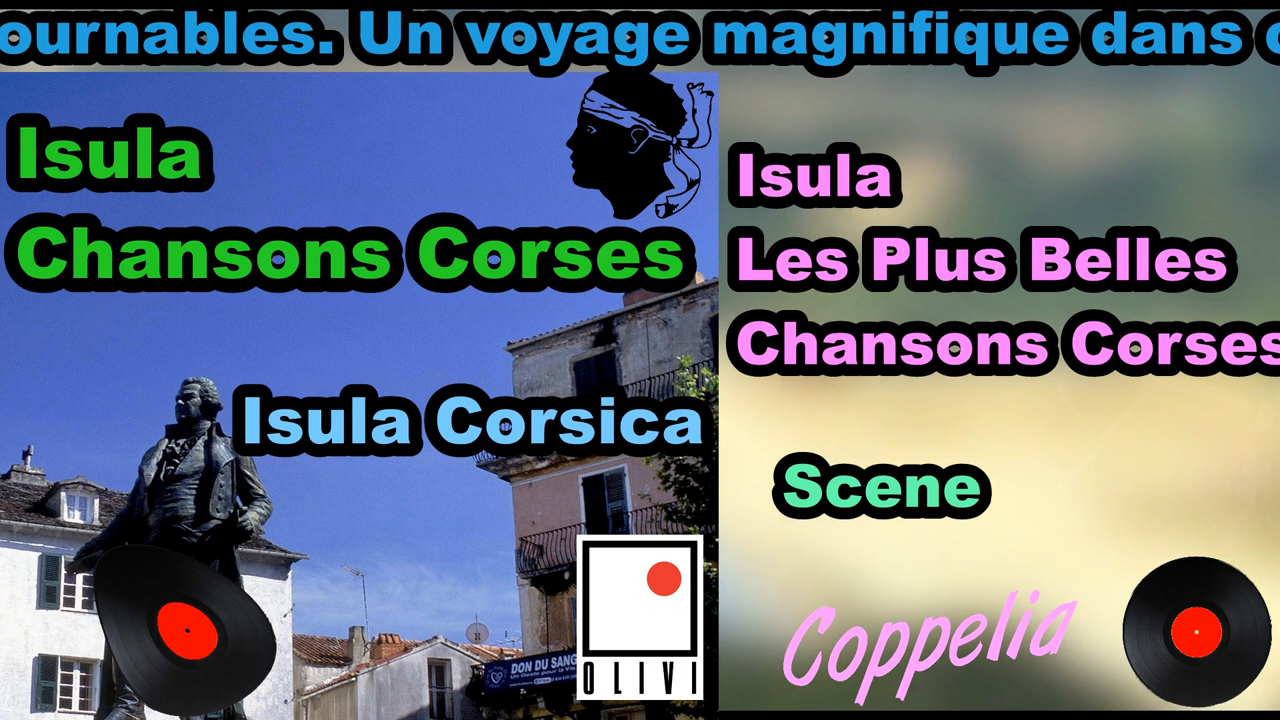 ournables. Un voyage magnifique dans
Isula
Chansons Corses
Isula Corsica
DON DU SANG
OLIVI
Isula
Les Plus Belles
Chansons Corses
Scene
Coppelia